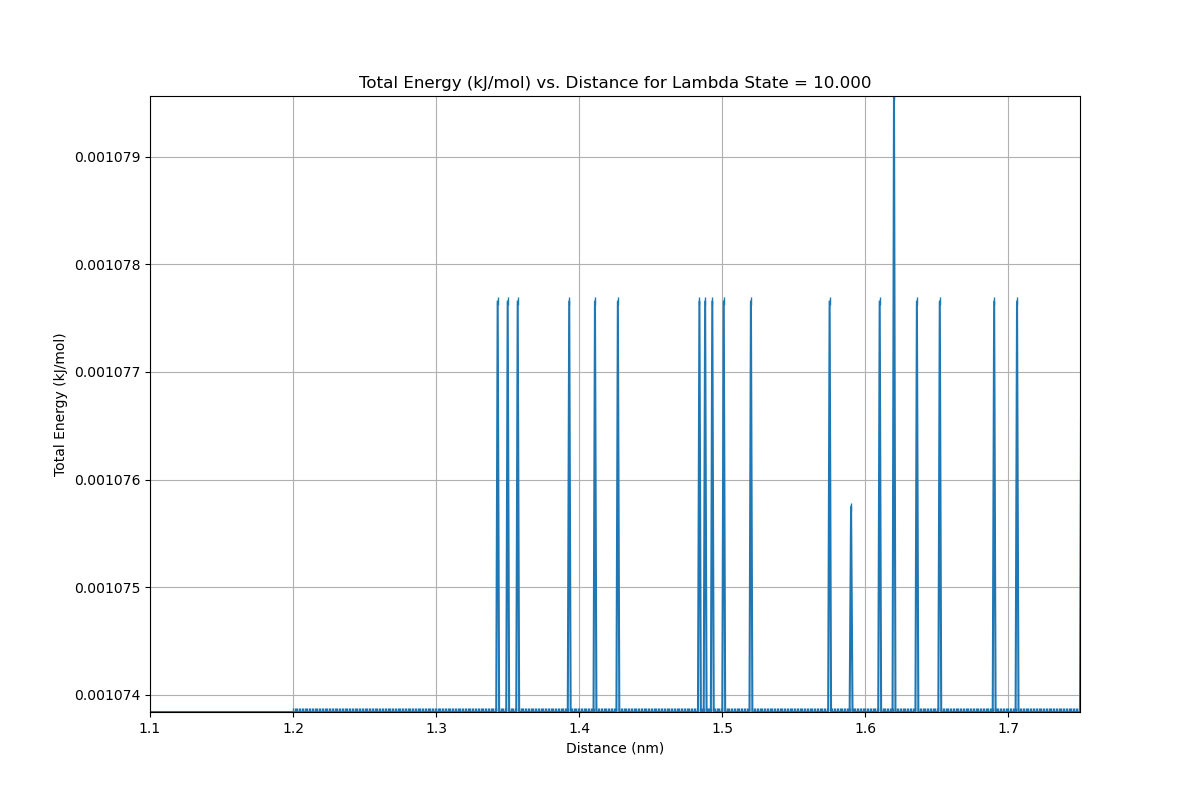 Total Energy (kJ/mol) vs. Distance for Lambda State = 10.000
0.001079
0.001078
0.001077
0.001076
0.001075
0.001074
Total Energy (kJ/mol)
1.1 1.2 1.3 1.4 1.5 1.6 1.7
Distance (nm)